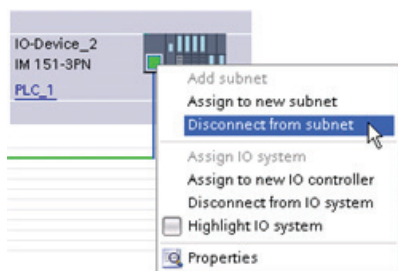 IO-Device_2
IM 151-3PN
PLC_1
Add subnet
Assign to new subnet
Disconnect from subnet
Assign IO system
Assign to new IO controller
Disconnect from IO system
Highlight IO system
Properties